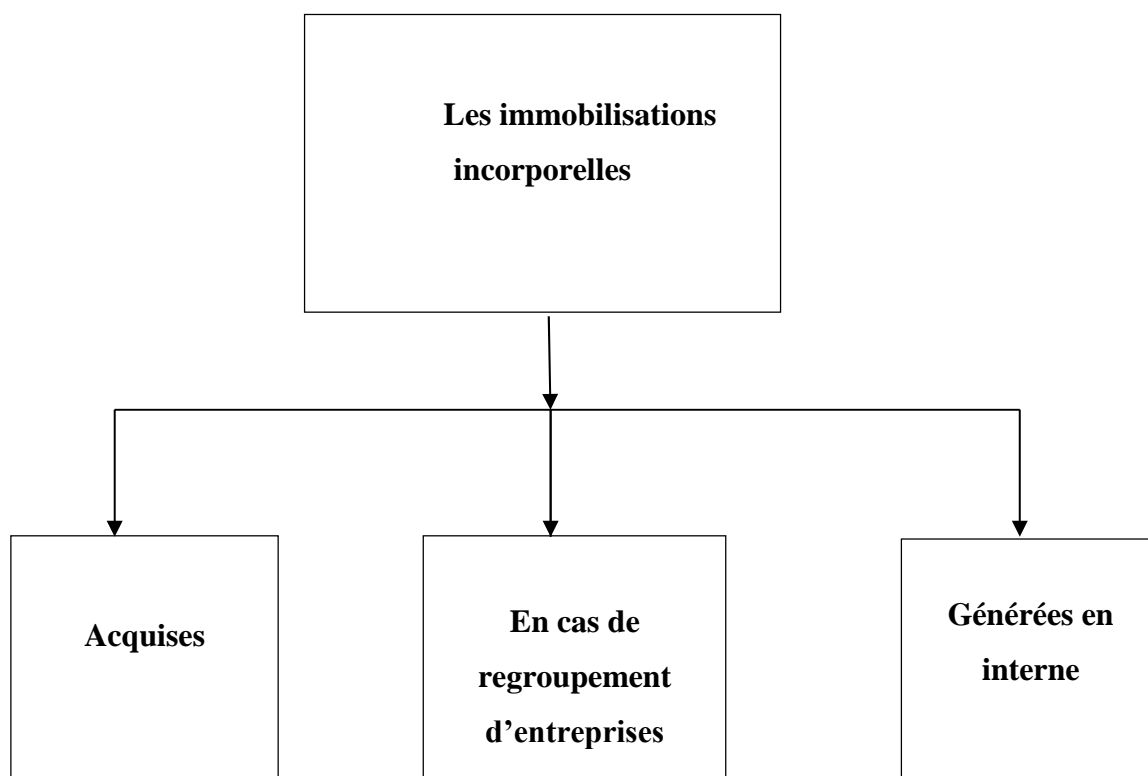 Les immobilisations
incorporelles
Acquises
En cas de
regroupement
d’entreprises
Générées en
interne